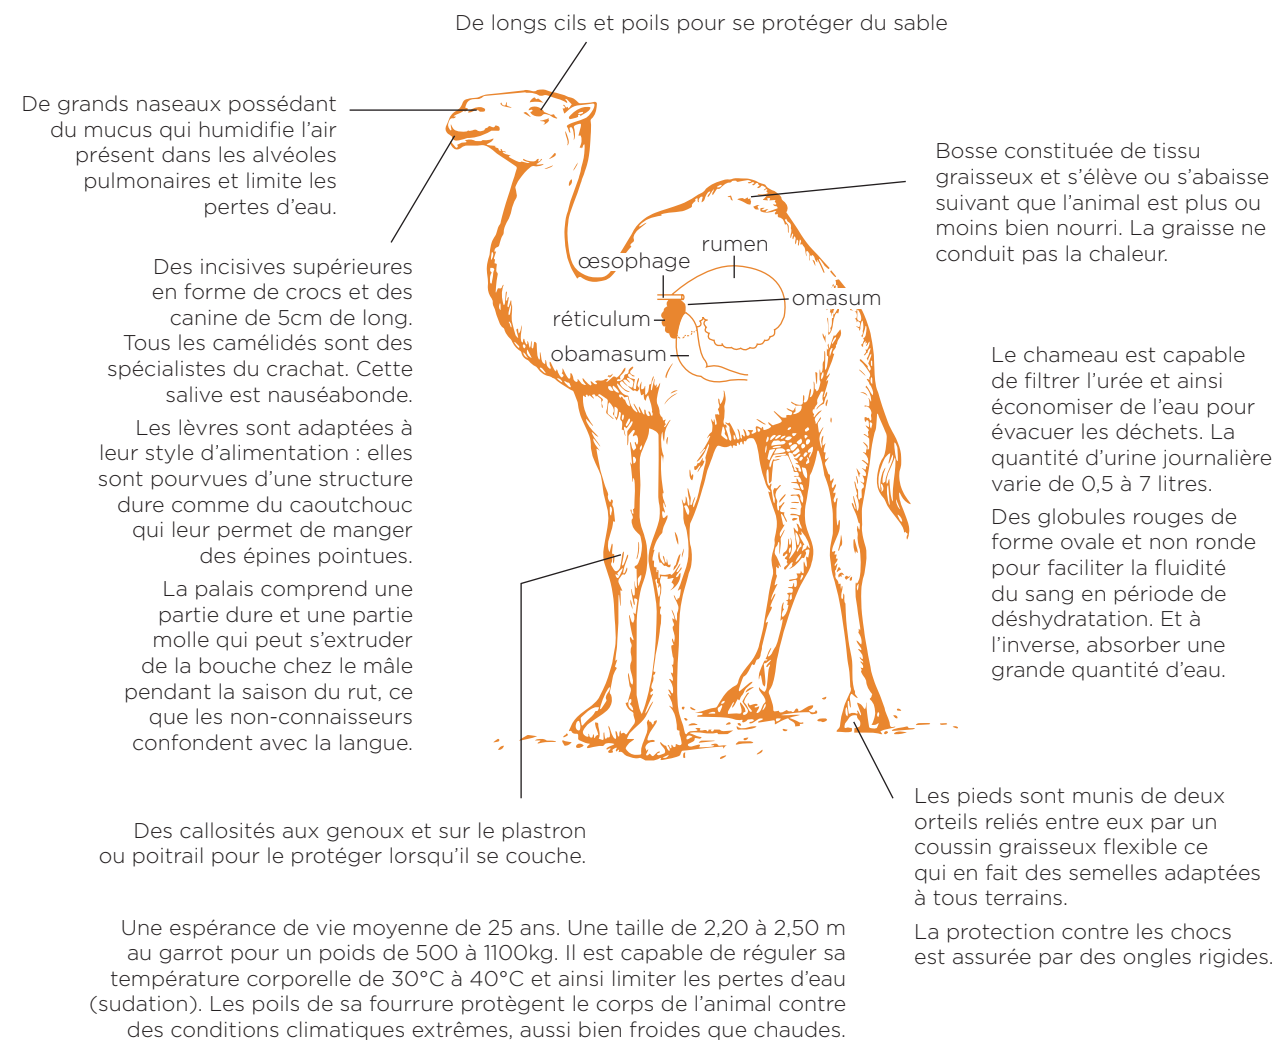 De longs cils et poils pour se protéger du sable
De grands naseaux possédant
du mucus qui humidifie l'air
présent dans les alvéoles
pulmonaires et limite les
pertes d'eau.
Des incisives supérieures
en forme de crocs et des
canine de 5cm de long.
Tous les camélidés sont des
spécialistes du crachat. Cette
salive est nauséabonde.
Les lèvres sont adaptées à
leur style d'alimentation : elles
sont pourvues d'une structure
dure comme du caoutchouc
qui leur permet de manger
des épines pointues.
La palais comprend une
partie dure et une partie
molle qui peut s'extruder
de la bouche chez le mâle
pendant la saison du rut, ce
que les non-connaisseurs
confondent avec la langue.
rumen
œsophage
omasum
réticulum
obamasum
Bosse constituée de tissu
graisseux et s'élève ou s'abaisse
suivant que l'animal est plus ou
moins bien nourri. La graisse ne
conduit pas la chaleur.
Le chameau est capable
de filtrer l'urée et ainsi
économiser de l'eau pour
évacuer les déchets. La
quantité d'urine journalière
varie de 0,5 à 7 litres.
Des globules rouges de
forme ovale et non ronde
pour faciliter la fluidité
du sang en période de
déshydratation. Et à
l'inverse, absorber une
grande quantité d'eau.
Des callosités aux genoux et sur le plastron
ou poitrail pour le protéger lorsqu'il se couche.
Les pieds sont munis de deux
orteils reliés entre eux par un
coussin graisseux flexible ce
qui en fait des semelles adaptées
à tous terrains.
La protection contre les chocs
est assurée par des ongles rigides.
Une espérance de vie moyenne de 25 ans. Une taille de 2,20 à 2,50 m
au garrot pour un poids de 500 à 1100kg. Il est capable de réguler sa
température corporelle de 30°C à 40°C et ainsi limiter les pertes d'eau
(sudation). Les poils de sa fourrure protègent le corps de l'animal contre
des conditions climatiques extrêmes, aussi bien froides que chaudes.